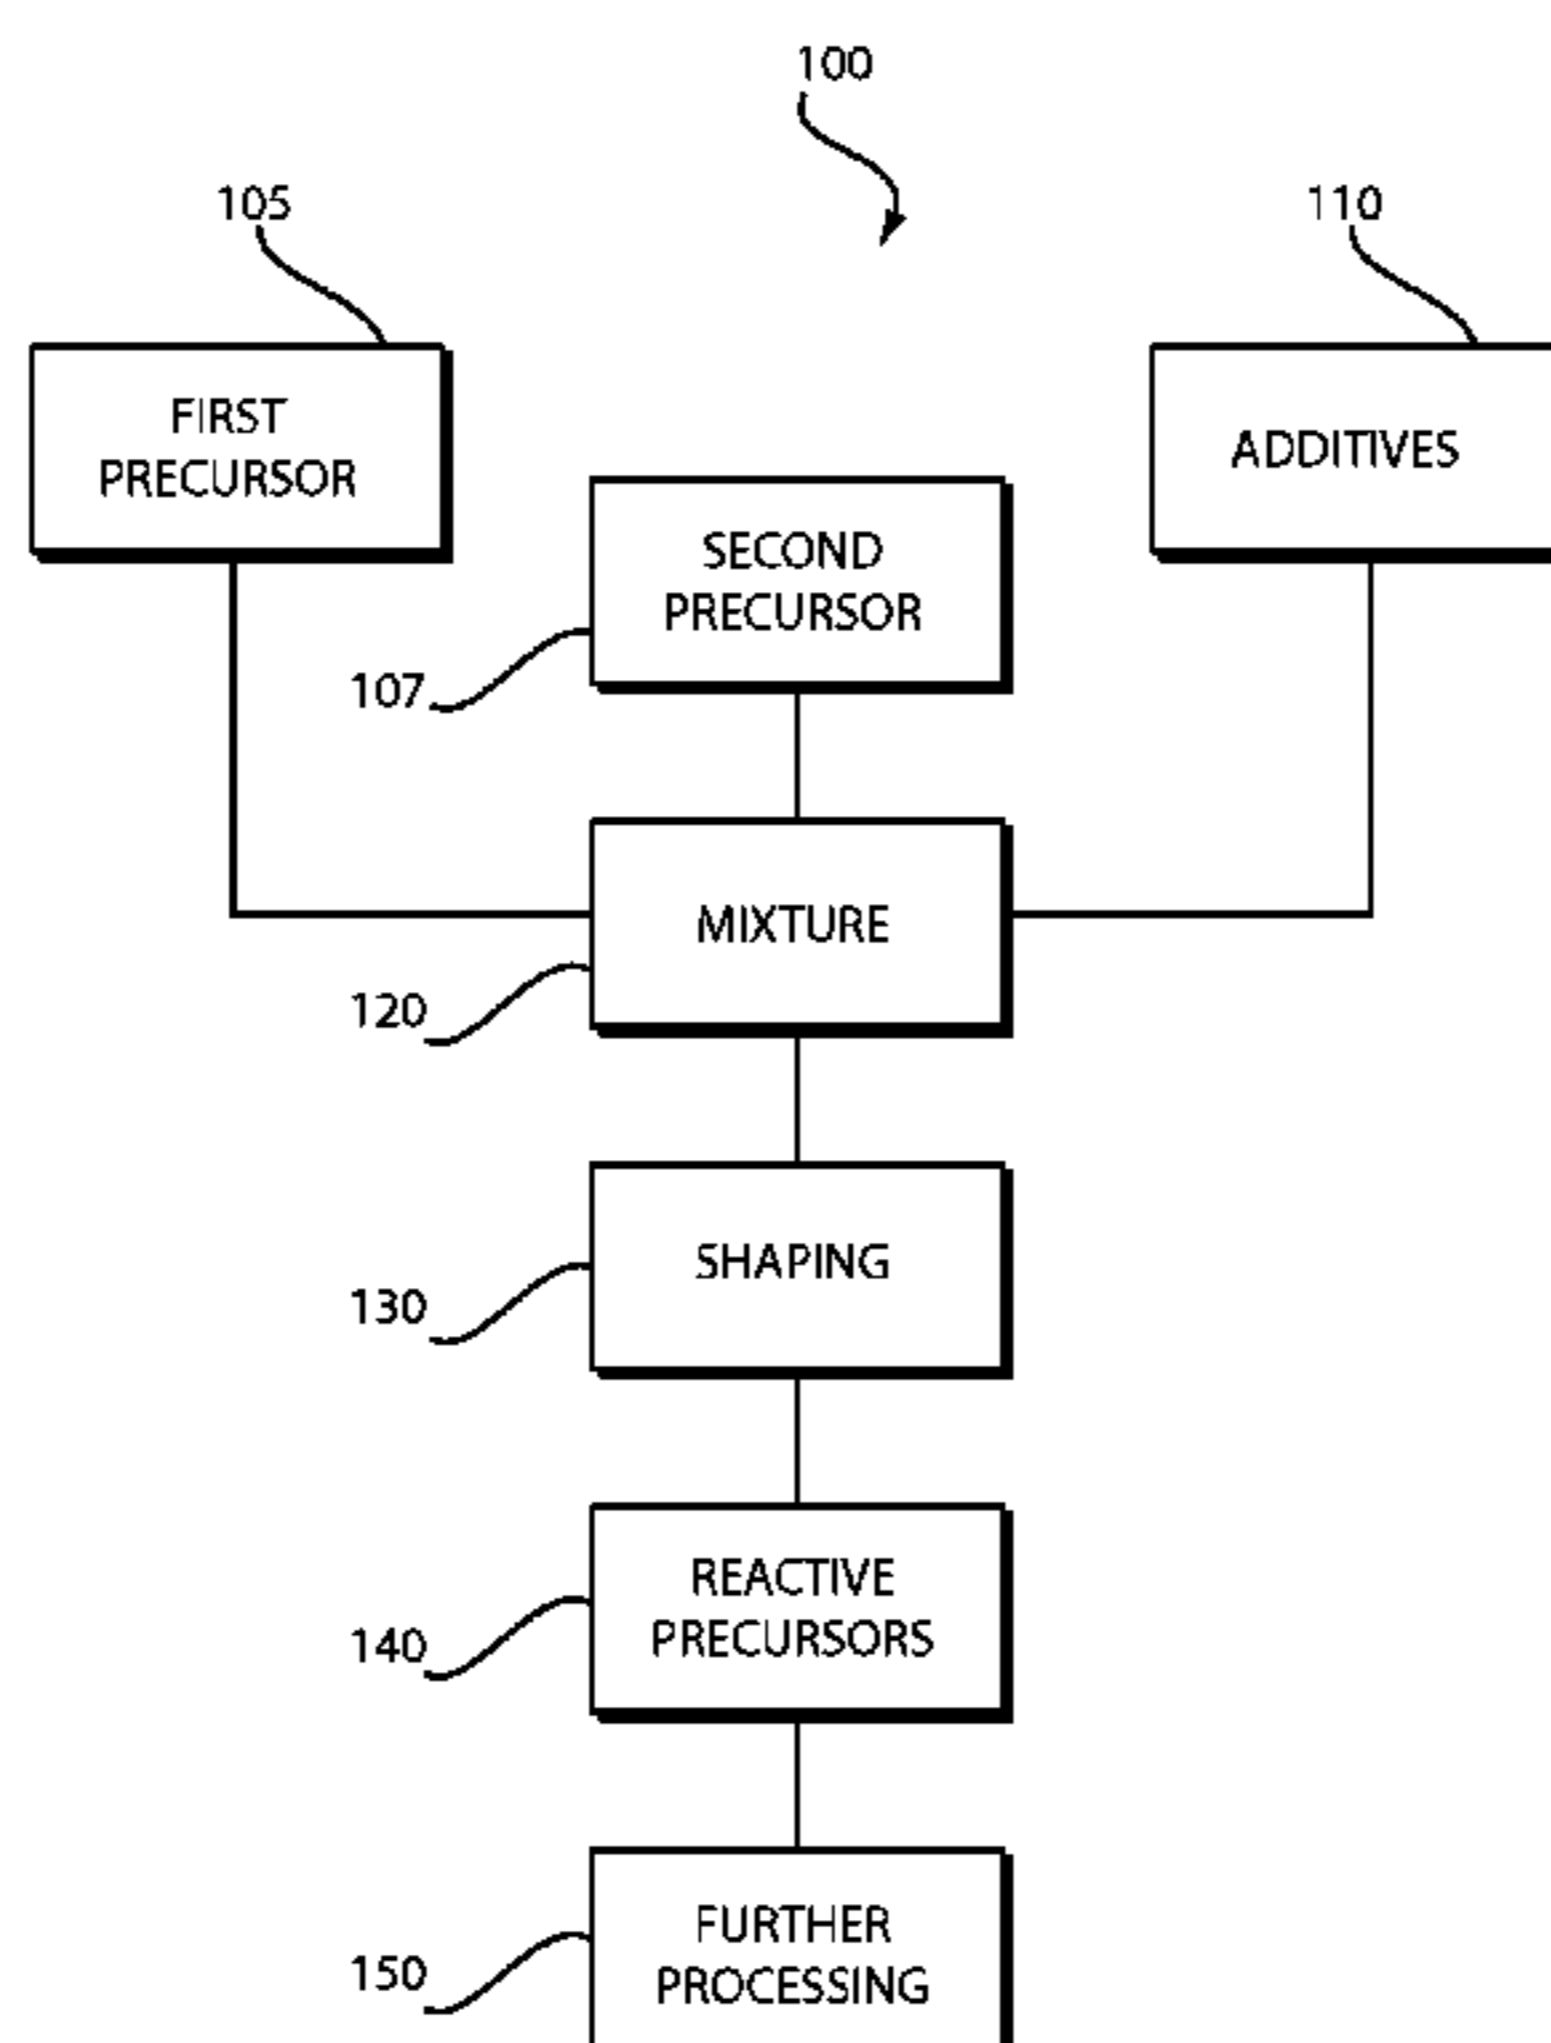 100
105
110
FIRST
PRECURSOR
ADDITIVES
SECOND
PRECURSOR
107
MIXTURE
120
SHAPING
130
REACTIVE
PRECURSORS
140
FURTHER
PROCESSING
150